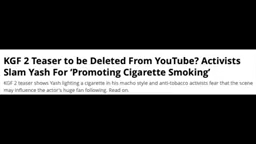 KGF 2 Teaser to be Deleted From YouTube? Activists
Slam Yash For ‘Promoting Cigarette Smoking’
KGF 2 teaser shows Yash lighting a cigarette in his macho style and anti-tobacco activists fear that the scene
may influence the actor's huge fan following. Read on.